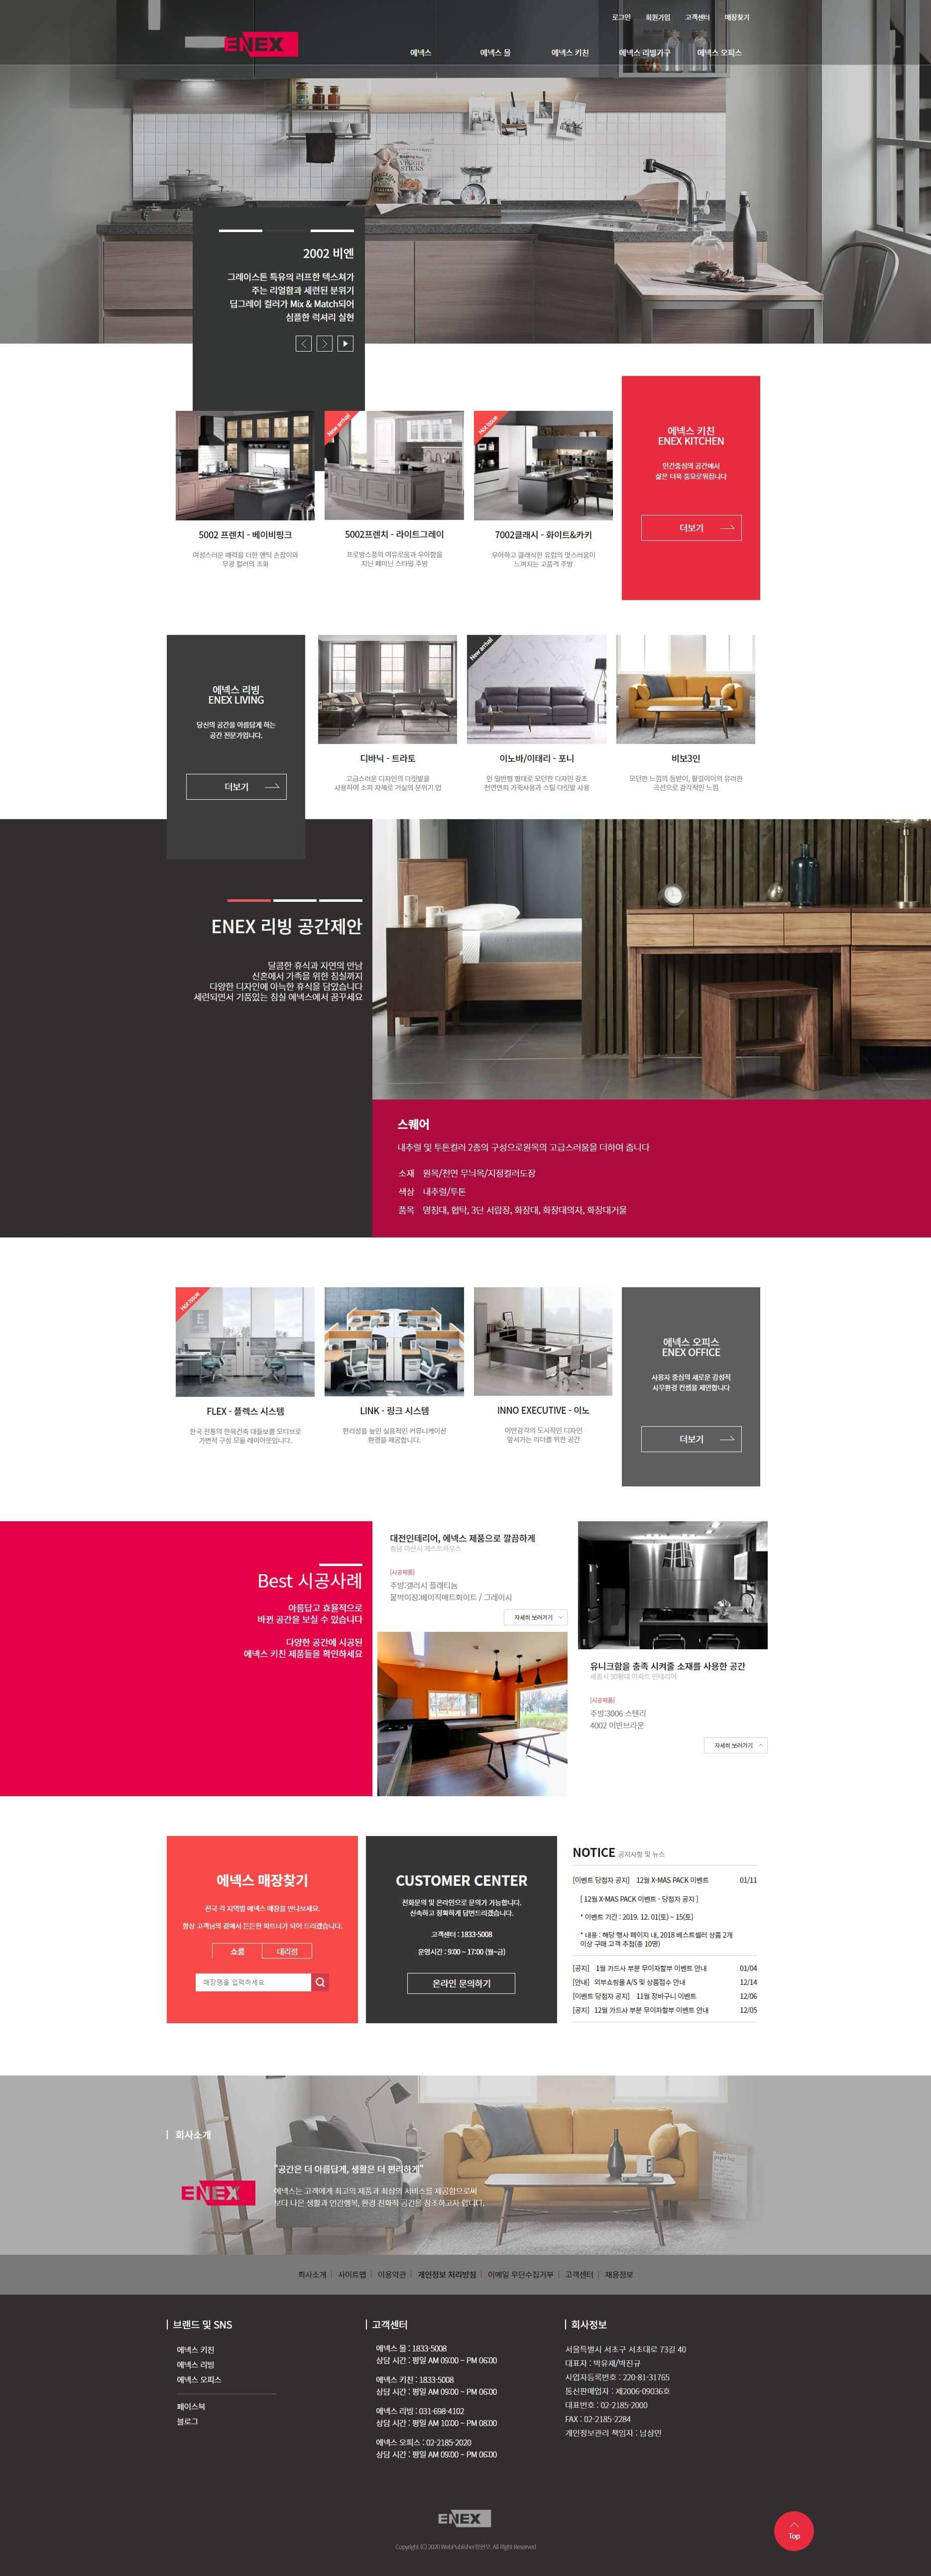 로그인 회원가입 고객센터 매장찾기
ENEX
에넥스 에넥스 몰 에넥스 키친 에넥스 리빙가구 에넥스 오피스
2002 비엔
그레이스톤 특유의 러프한 텍스쳐가
주는 리얼함과 세련된 분위기
딥그레이 컬러가 Mix & Match되어
심플한 럭셔리 실현
New arrival
Hot issue
5002 프렌치 - 베이비핑크
여성스러운 매력을 더한 앤틱 손잡이와
무광 컬러의 조화
5002프렌치 - 라이트그레이
프로방스풍의 여유로움과 우아함을
지닌 페미닌 스타일 주방
7002클래시 - 화이트&카키
우아하고 클래식한 유럽의 멋스러움이
느껴지는 고품격 주방
에넥스 키친
ENEX KITCHEN
인간중심의 공간에서
삶은 더욱 풍요로워집니다
더보기
에넥스 리빙
ENEX LIVING
당신의 공간을 아름답게 하는
공간 전문가입니다.
더보기
New arrival
디바닉 - 트라토
고급스러운 디자인의 다릿발을
사용하여 소파 자체로 거실의 분위기 업
이노바/이태리 - 포니
인 일반형 형태로 모던한 디자인 강조
천연면피 가죽사용과 스틸 다릿발 사용
비보3인
모던한 느낌의 등받이, 팔걸이이의 유려한
곡선으로 감각적인 느낌
ENEX 리빙 공간제안
달콤한 휴식과 자연의 만남
신혼에서 가족을 위한 침실까지
다양한 디자인에 아늑한 휴식을 담았습니다
세련되면서 기품있는 침실 에넥스에서 꿈꾸세요
스퀘어
내추럴 및 투톤컬러 2종의 구성으로원목의 고급스러움을 더하여 줍니다
소재 원목/천연 무늬목/지정컬러도장
색상 내추럴/투톤
품목 명침대, 협탁, 3단 서랍장, 화장대, 화장대의자, 화장대거울
Hot issue
FLEX - 플렉스 시스템
한국 전통의 한옥건축 대들보를 모티브로
가변적 구성 모듈 레이아웃입니다.
LINK - 링크 시스템
편리성을 높인 실용적인 커뮤니케이션
환경을 제공합니다.
INNO EXECUTIVE - 이노
어반감각의 도시적인 디자인
앞서가는 리더를 위한 공간
에넥스 오피스
ENEX OFFICE
사용자 중심의 새로운 감성적
사무환경 컨셉을 제안합니다
더보기
Best 시공사례
아름답고 효율적으로
바뀐 공간을 보실 수 있습니다
다양한 공간에 시공된
에넥스 키친 제품들을 확인하세요
대전인테리어, 에넥스 제품으로 깔끔하게
충남 아산시 게스트하우스
[시공제품]
주방:갤러시 플래티늄
붙박이장:베이직매트화이트 / 그레이시
자세히 보러가기
유니크함을 충족 시켜줄 소재를 사용한 공간
세종시 30평대 아파트 인테리어
[시공제품]
주방:3006 스텐리
4002 어반브라운
자세히 보러가기
에넥스 매장찾기
전국 각 지역별 에넥스 매장을 만나보세요.
항상 고객님의 곁에서 든든한 파트너가 되어 드리겠습니다.
쇼룸 대리점
매장명을 입력하세요
CUSTOMER CENTER
전화문의 및 온라인으로 문의가 가능합니다.
신속하고 정확하게 답변드리겠습니다.
고객센터 : 1833-5008
운영시간 : 9:00 ~ 17:00 (월~금)
온라인 문의하기
NOTICE 공지사항 및 뉴스
[이벤트 당첨자 공지] 12월 X-MAS PACK 이벤트 01/11
[ 12월 X-MAS PACK 이벤트 - 당첨자 공지 ]
* 이벤트 기간 : 2019. 12. 01(토) ~ 15(토)
* 내용 : 해당 행사 페이지 내, 2018 베스트셀러 상품 2개
이상 구매 고객 추첨(총 10명)
[공지] 1월 카드사 부분 무이자할부 이벤트 안내 01/04
[안내] 외부쇼핑몰 A/S 및 상품접수 안내 12/14
[이벤트 당첨자 공지] 11월 장바구니 이벤트 12/06
[공지] 12월 카드사 부분 무이자할부 이벤트 안내 12/05
회사소개
ENEX
"공간은 더 아름답게, 생활은 더 편리하게"
에넥스는 고객에게 최고의 제품과 최상의 서비스를 제공함으로써
보다 나은 생활과 인간행복, 환경 친화적 공간을 창조하고자 합니다.
회사소개 사이트맵 이용약관 개인정보 처리방침 이메일 무단수집거부 고객센터 채용정보
브랜드 및 SNS
에넥스 키친
에넥스 리빙
에넥스 오피스
페이스북
블로그
고객센터
에넥스 몰 : 1833-5008
상담 시간 : 평일 AM 09:00 ~ PM 06:00
에넥스 키친 : 1833-5008
상담 시간 : 평일 AM 09:00 ~ PM 06:00
에넥스 리빙 : 031-698-4102
상담 시간 : 평일 AM 10:00 ~ PM 08:00
에넥스 오피스 : 02-2185-2020
상담 시간 : 평일 AM 09:00 ~ PM 06:00
회사정보
서울특별시 서초구 서초대로 73길 40
대표자 : 박유재/박진규
사업자등록번호 : 220-81-31765
통신판매업자 : 제2006-09036호
대표번호 : 02-2185-2000
FAX : 02-2185-2284
개인정보관리 책임자 : 남상민
ENEX
Top
Copyright (C) 2020 WebPublisher정현모. All Right Reserved